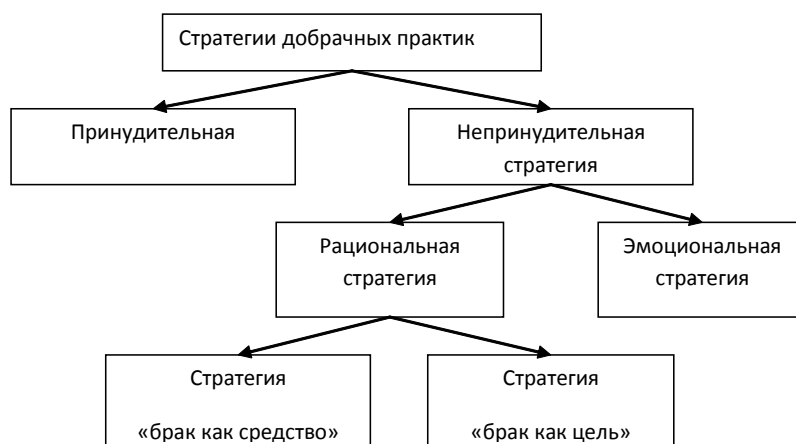 Стратегии добрачных практик
Принудительная
Непринудительная
стратегия
Рациональная
стратегия
Эмоциональная
стратегия
Стратегия
«брак как средство»
Стратегия
«брак как цель»